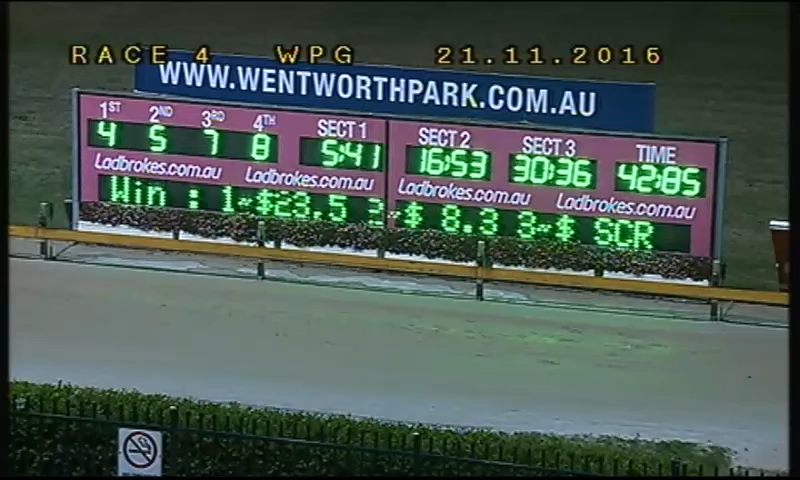 RACE 4 WPG 21.11.2016
WWW.WENTWORTHPARK.COM.AU
1ST 2ND 3RD 4TH SECT 1 SECT 2 SECT 3 TIME
4 5 7 8 5:41 16:53 30:36 42:85
Ladbrokes.com.au Ladbrokes.com.au Ladbrokes.com.au Ladbrokes.com.au
Win : 1-$23.5 3-$ 8.3 3-$ SCR